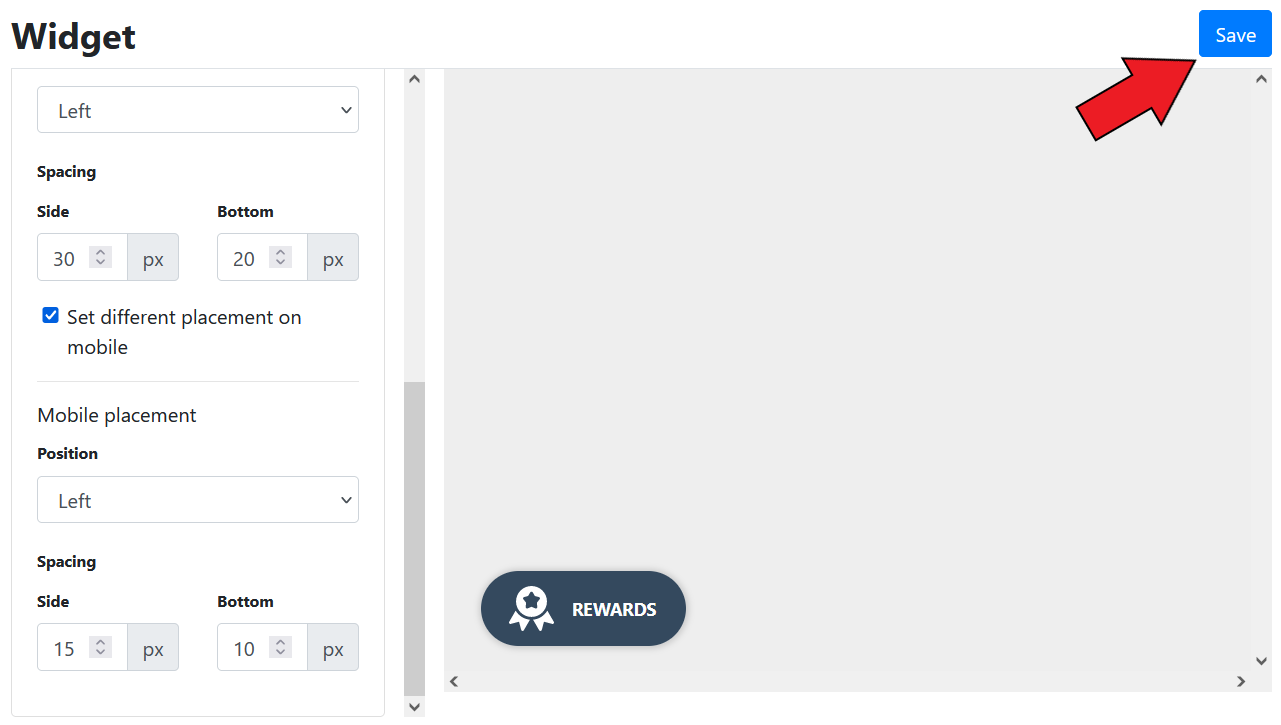 Widget
Save
Left
Spacing
Side Bottom
30 px 20 px
Set different placement on
mobile
Mobile placement
Position
Left
Spacing
Side Bottom
15 px 10 px
REWARDS